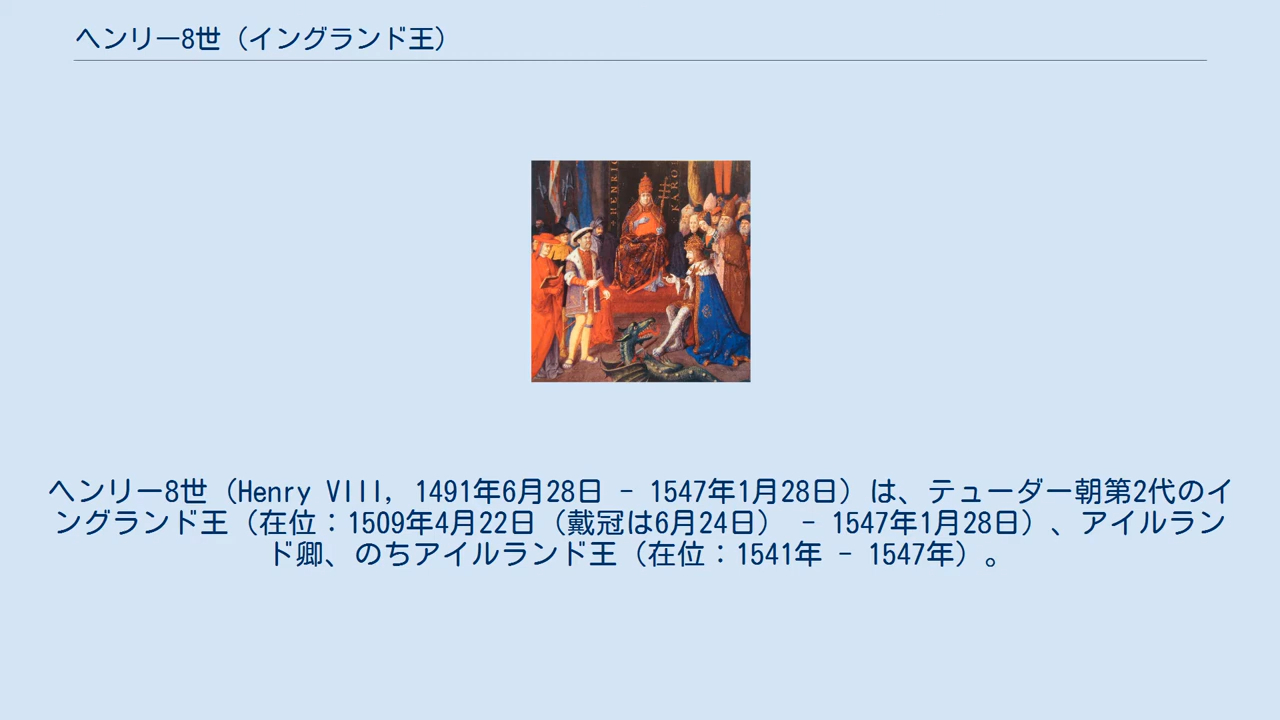 ヘンリー8世（イングランド王）
HENRIC
KARO
ヘンリー8世（Henry VIII, 1491年6月28日 - 1547年1月28日）は、テューダー朝第2代のイ
ングランド王（在位：1509年4月22日（戴冠は6月24日） - 1547年1月28日）、アイルラン
ド卿、のちアイルランド王（在位：1541年 - 1547年）。